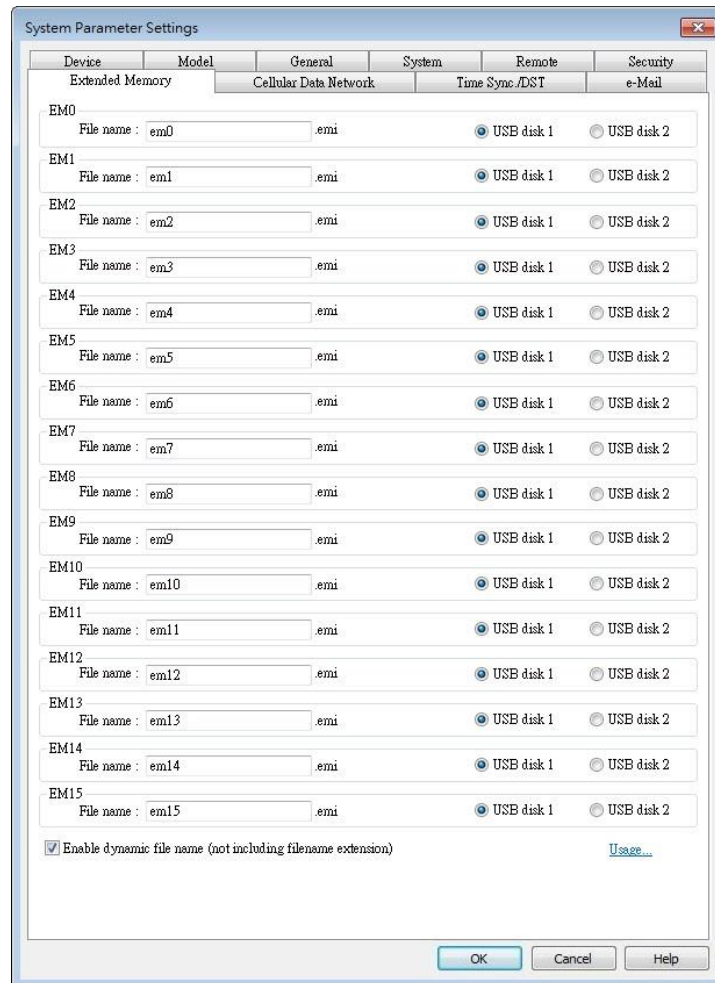 System Parameter Settings
Device Model General System Remote Security
Extended Memory Cellular Data Network Time Sync./DST e-Mail
EM0
File name : em0 .emi USB disk 1 USB disk 2
EM1
File name : em1 .emi USB disk 1 USB disk 2
EM2
File name : em2 .emi USB disk 1 USB disk 2
EM3
File name : em3 .emi USB disk 1 USB disk 2
EM4
File name : em4 .emi USB disk 1 USB disk 2
EM5
File name : em5 .emi USB disk 1 USB disk 2
EM6
File name : em6 .emi USB disk 1 USB disk 2
EM7
File name : em7 .emi USB disk 1 USB disk 2
EM8
File name : em8 .emi USB disk 1 USB disk 2
EM9
File name : em9 .emi USB disk 1 USB disk 2
EM10
File name : em10 .emi USB disk 1 USB disk 2
EM11
File name : em11 .emi USB disk 1 USB disk 2
EM12
File name : em12 .emi USB disk 1 USB disk 2
EM13
File name : em13 .emi USB disk 1 USB disk 2
EM14
File name : em14 .emi USB disk 1 USB disk 2
EM15
File name : em15 .emi USB disk 1 USB disk 2
Enable dynamic file name (not including filename extension) Usage...
OK Cancel Help